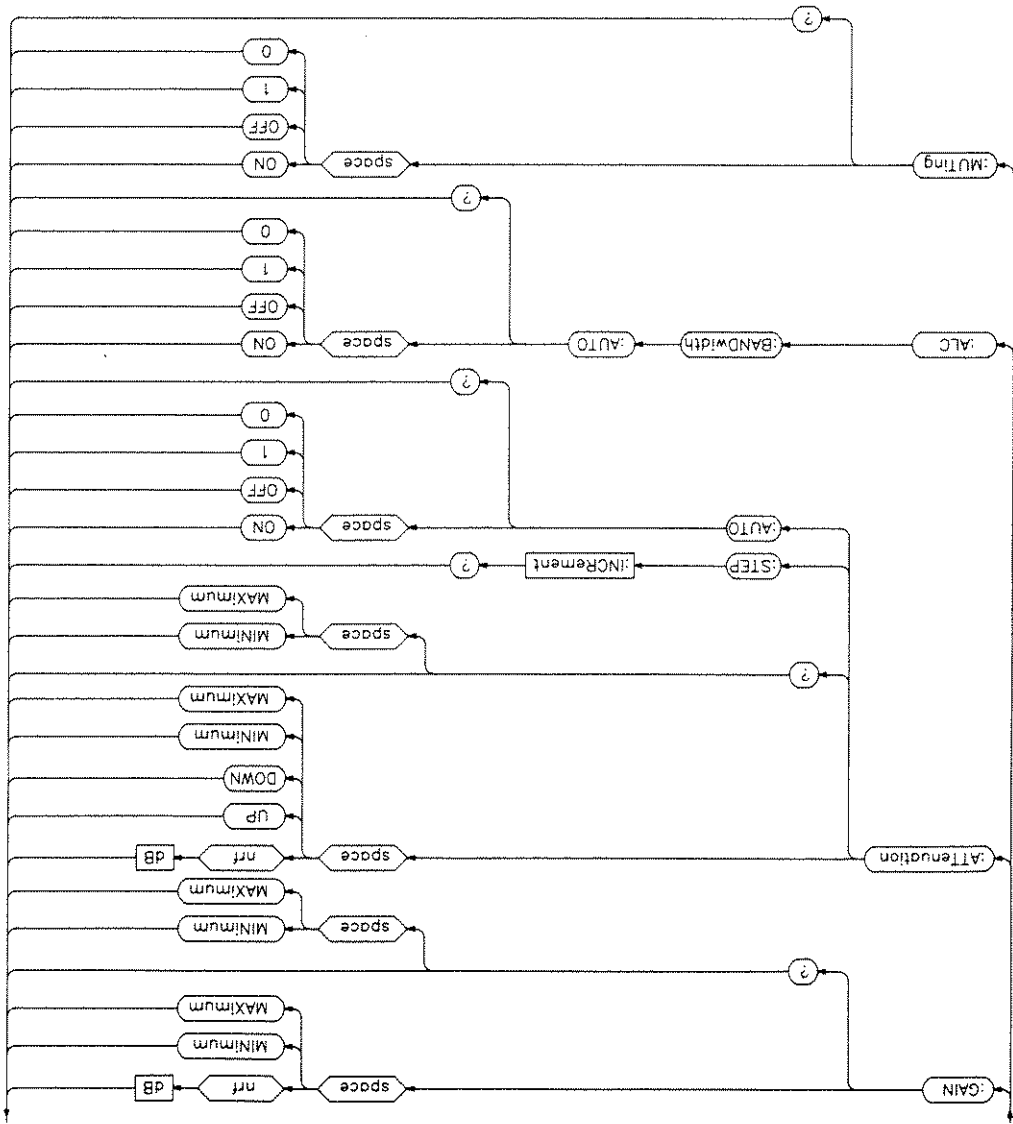 :GAIN space nrf dB
MINimum
MAXimum
?
space MINimum
MAXimum
:ATTenuation space nrf dB
UP
DOWN
MINimum
MAXimum
?
space MINimum
MAXimum
:STEP :INCRement ?
:AUTO space ON
OFF
1
0
?
:ALC :BANDwidth :AUTO space ON
OFF
1
0
?
:MUTing space ON
OFF
1
0
?